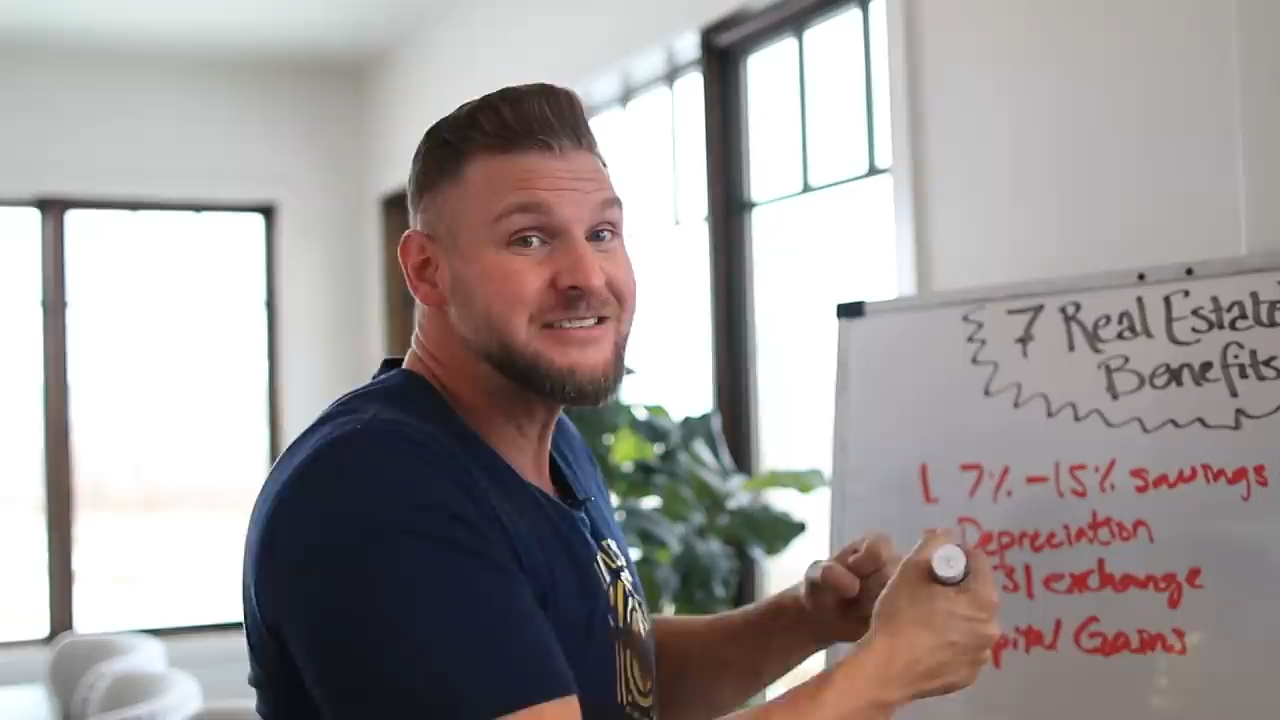 7 Real Estate
Benefits
1. 7% - 15% savings
Depreciation
31 exchange
pital Gains